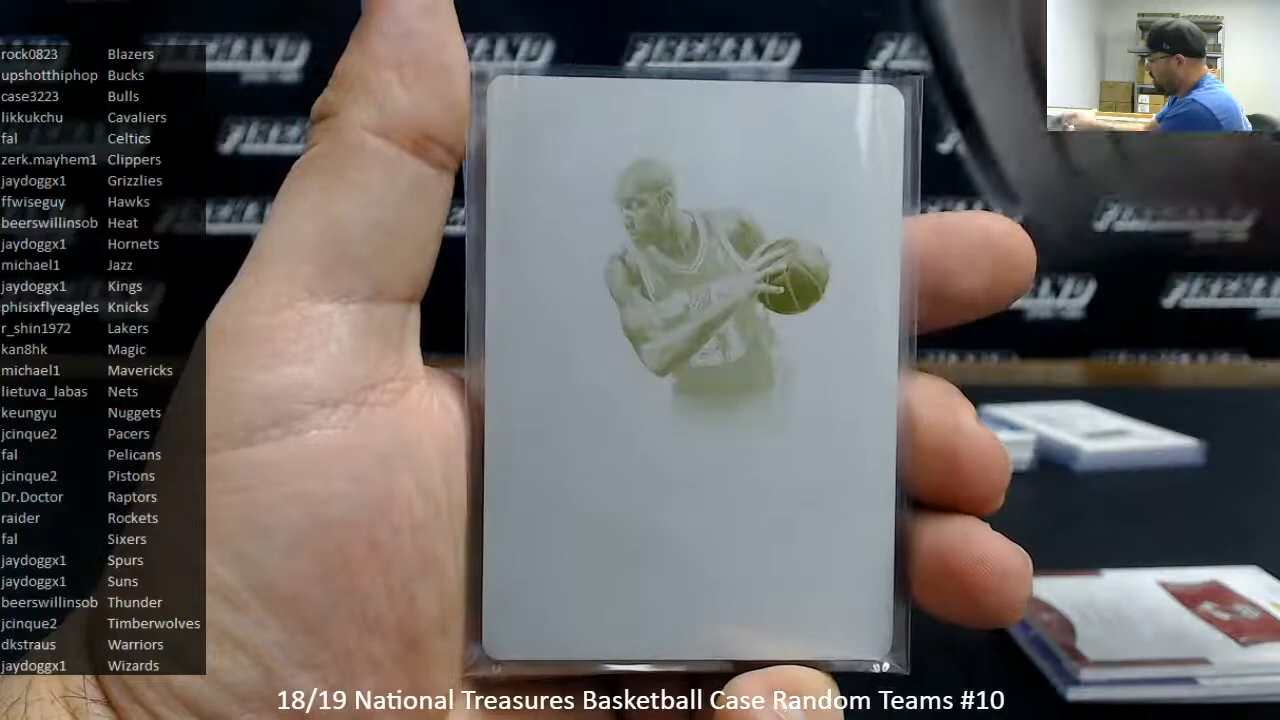 rock0823 Blazers
upshotthiphop Bucks
case3223 Bulls
likkukchu Cavaliers
fal Celtics
zerk.mayhem1 Clippers
jaydoggx1 Grizzlies
ffwiseguy Hawks
beerswillinsob Heat
jaydoggx1 Hornets
michael1 Jazz
jaydoggx1 Kings
phisixflyeagles Knicks
r_shin1972 Lakers
kan8hk Magic
michael1 Mavericks
lietuva_labas Nets
keungyu Nuggets
jcinque2 Pacers
fal Pelicans
jcinque2 Pistons
Dr.Doctor Raptors
raider Rockets
fal Sixers
jaydoggx1 Spurs
jaydoggx1 Suns
beerswillinsob Thunder
jcinque2 Timberwolves
dkstraus Warriors
jaydoggx1 Wizards
18/19 National Treasures Basketball Case Random Teams #10